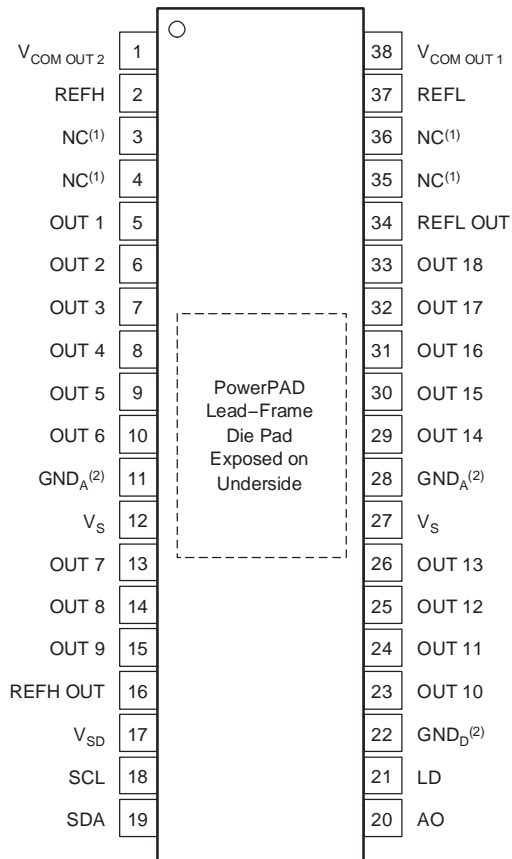 V_COM OUT 2 1 38 V_COM OUT 1
REFH 2 37 REFL
NC(1) 3 36 NC(1)
NC(1) 4 35 NC(1)
OUT 1 5 34 REFL OUT
OUT 2 6 33 OUT 18
OUT 3 7 32 OUT 17
OUT 4 8 31 OUT 16
OUT 5 9 PowerPAD 30 OUT 15
Lead–Frame
OUT 6 10 Die Pad 29 OUT 14
Exposed on
GND_A(2) 11 Underside 28 GND_A(2)
V_S 12 27 V_S
OUT 7 13 26 OUT 13
OUT 8 14 25 OUT 12
OUT 9 15 24 OUT 11
REFH OUT 16 23 OUT 10
V_SD 17 22 GND_D(2)
SCL 18 21 LD
SDA 19 20 AO